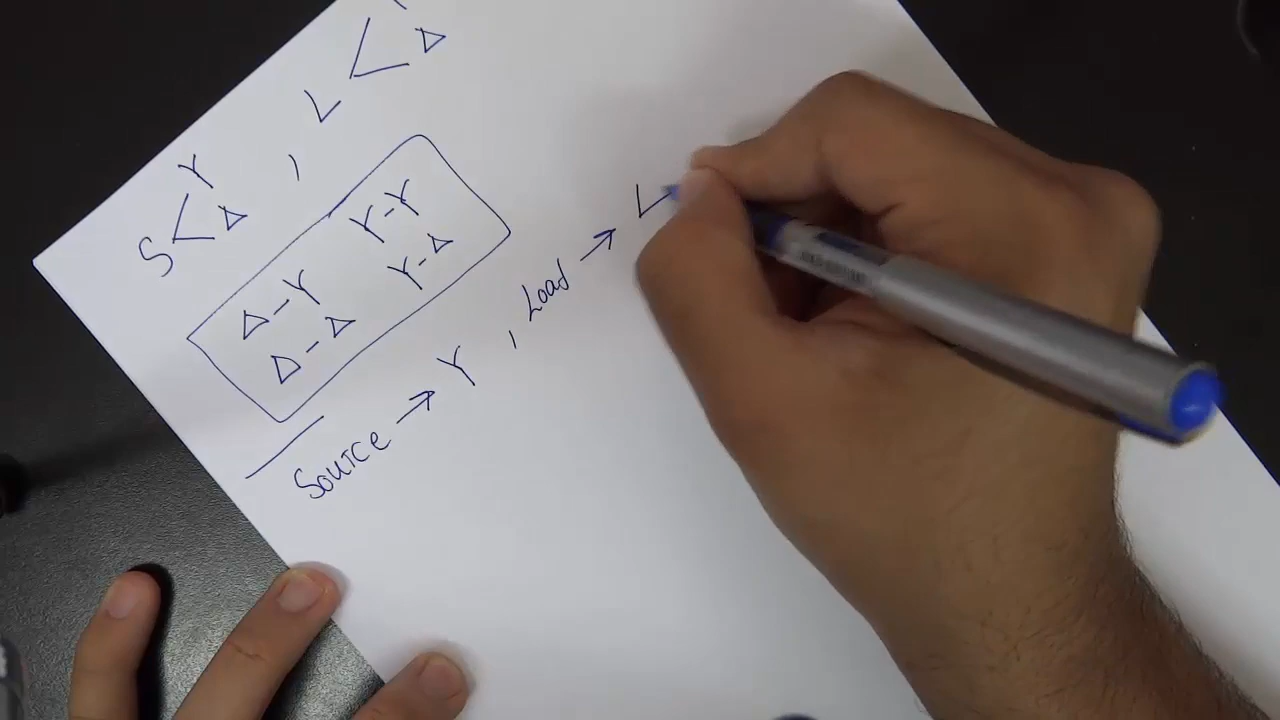 S < Y Δ , L < Y Δ
Δ-Y Y-Y
Δ-Δ Y-Δ
Source → Y , Load →